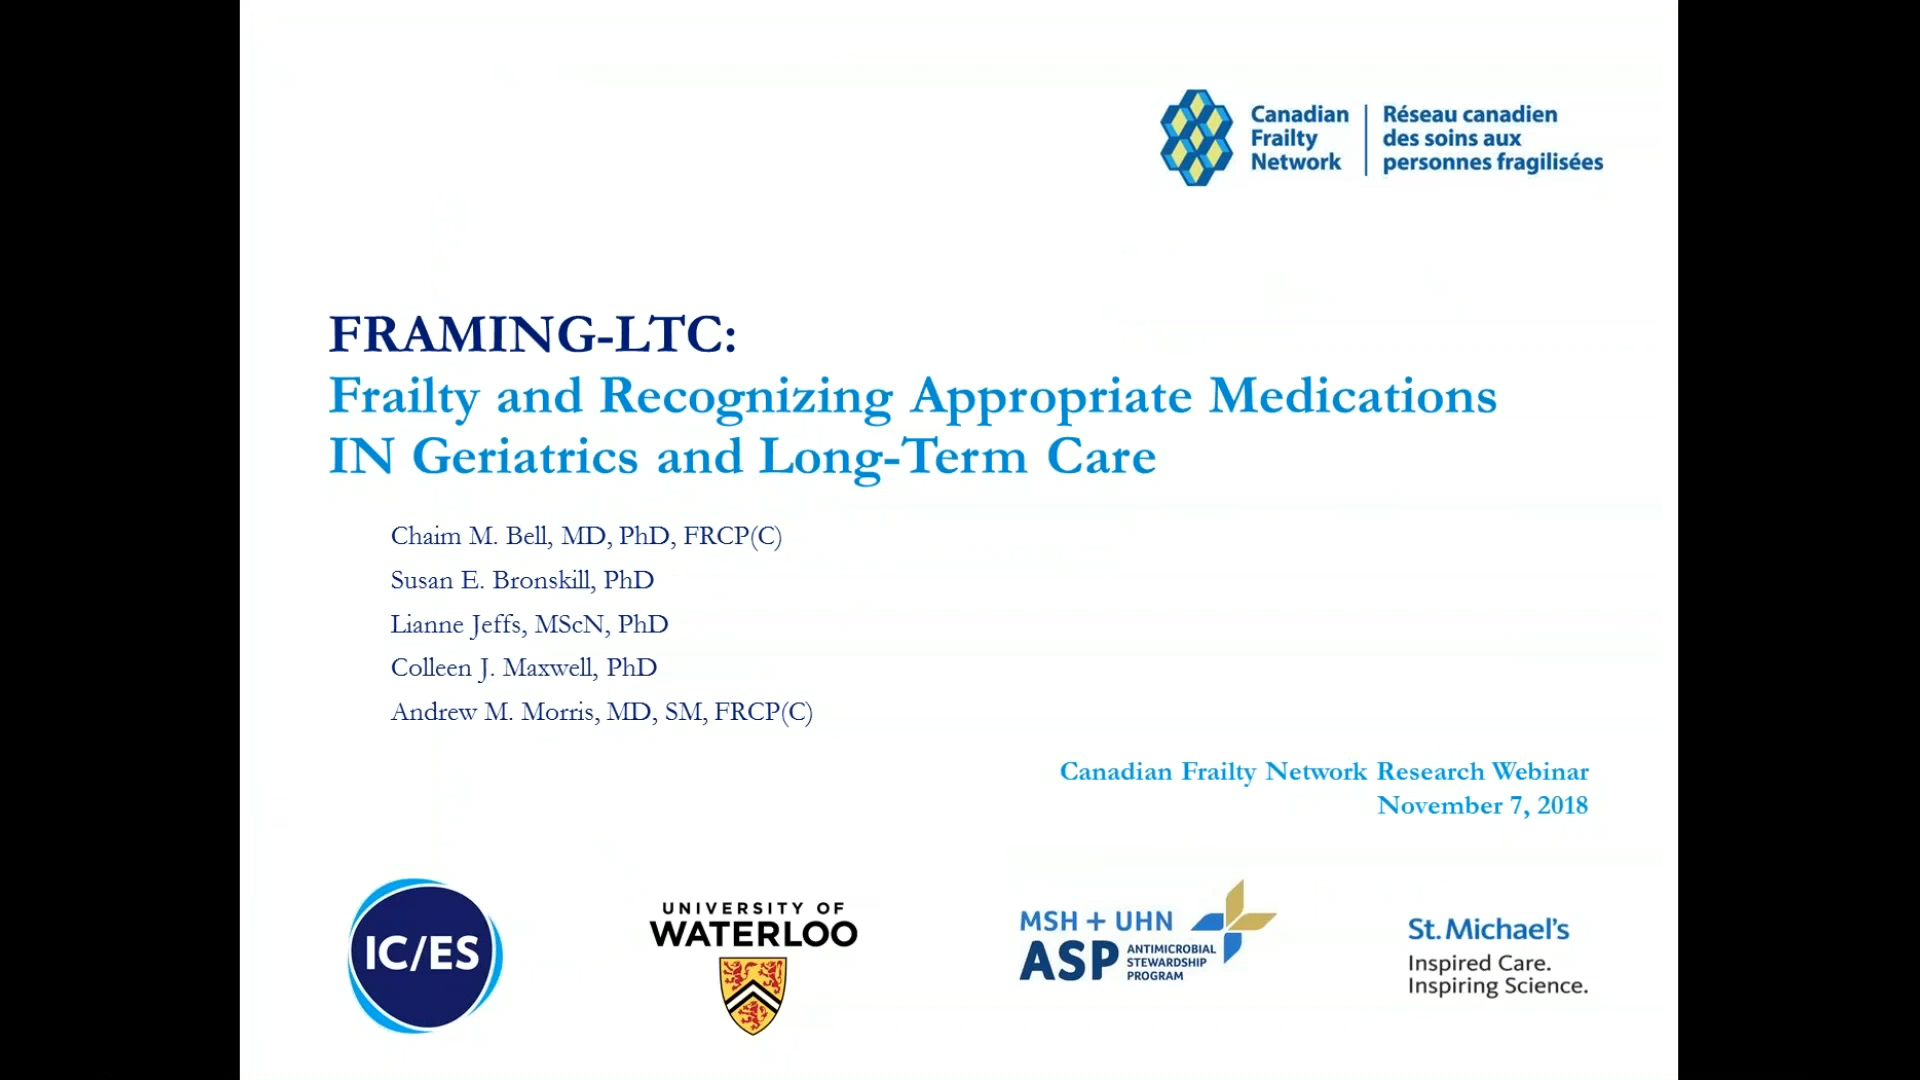 Canadian Frailty Network
Réseau canadien des soins aux personnes fragilisées
FRAMING-LTC:
Frailty and Recognizing Appropriate Medications
IN Geriatrics and Long-Term Care
Chaim M. Bell, MD, PhD, FRCP(C)
Susan E. Bronskill, PhD
Lianne Jeffs, MScN, PhD
Colleen J. Maxwell, PhD
Andrew M. Morris, MD, SM, FRCP(C)
Canadian Frailty Network Research Webinar
November 7, 2018
IC/ES
UNIVERSITY OF
WATERLOO
MSH + UHN
ASP
ANTIMICROBIAL
STEWARDSHIP
PROGRAM
St. Michael's
Inspired Care.
Inspiring Science.